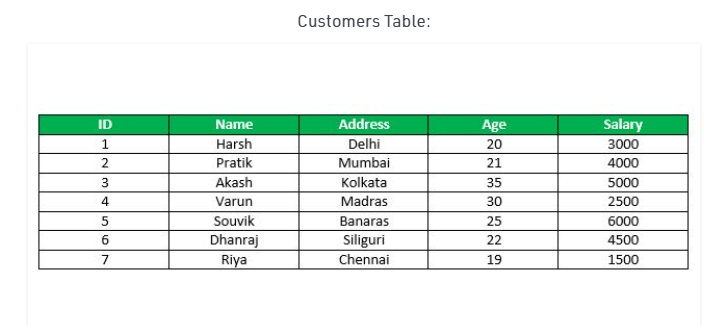 Customers Table:
ID Name Address Age Salary
1 Harsh Delhi 20 3000
2 Pratik Mumbai 21 4000
3 Akash Kolkata 35 5000
4 Varun Madras 30 2500
5 Souvik Banaras 25 6000
6 Dhanraj Siliguri 22 4500
7 Riya Chennai 19 1500